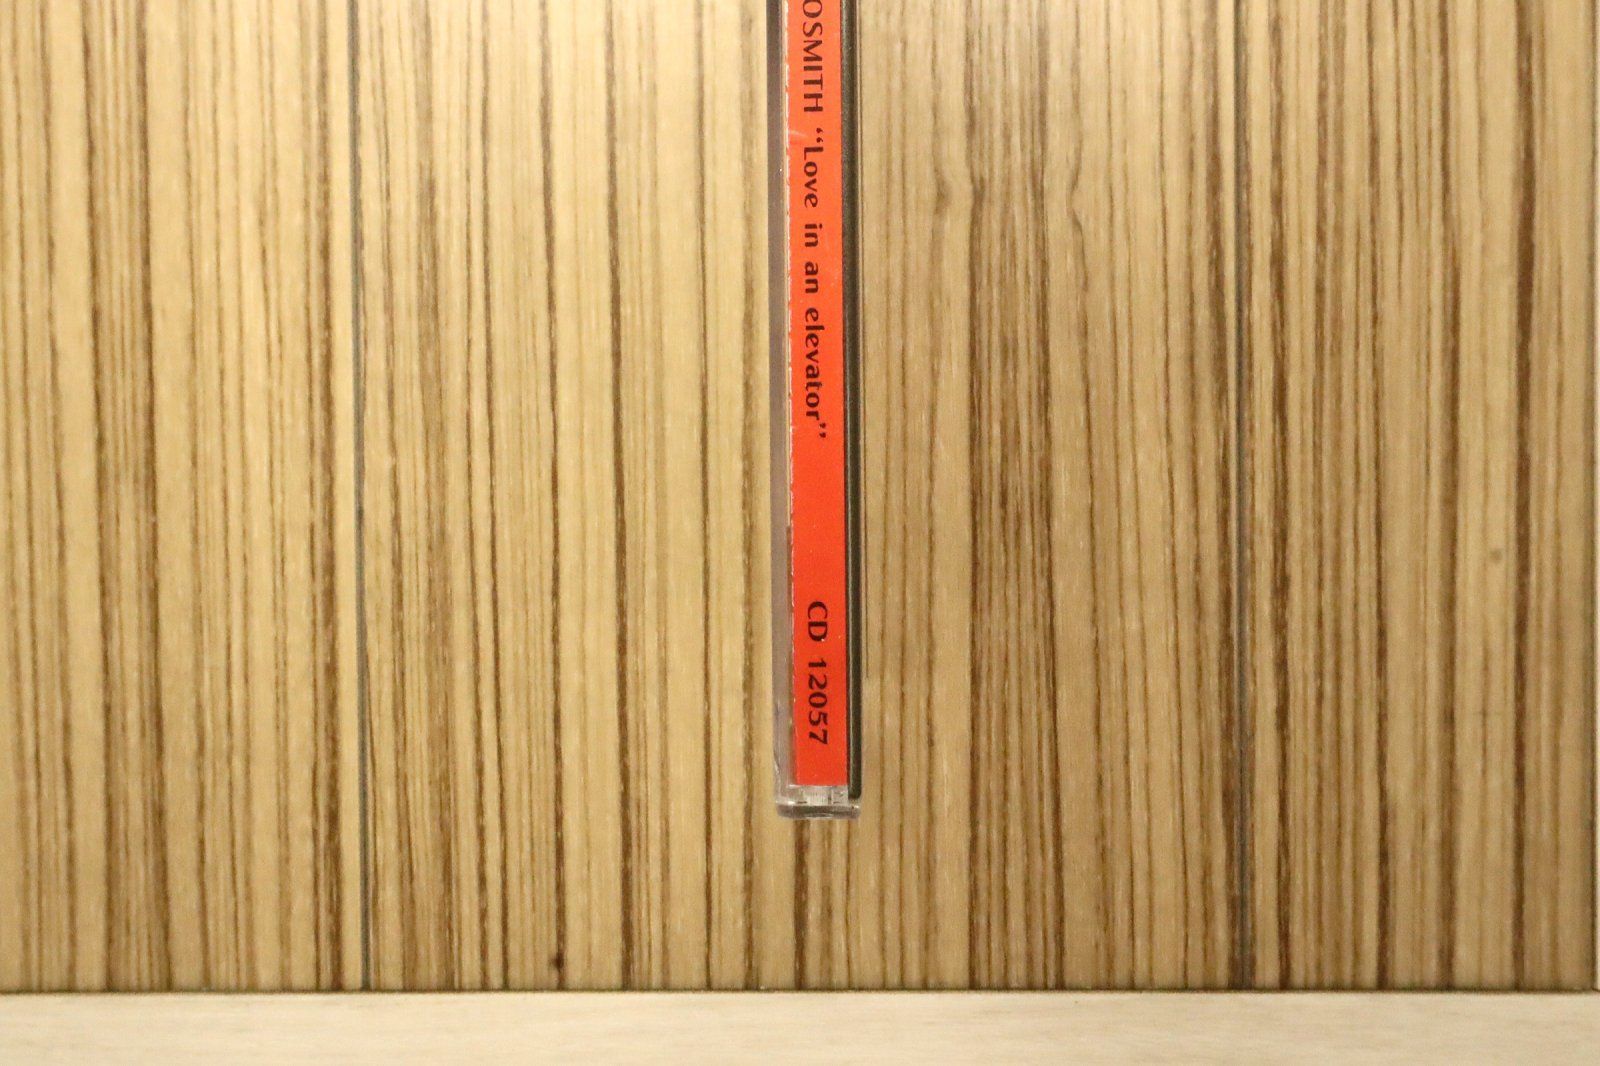 OSMITH “Love in an elevator” CD 12057